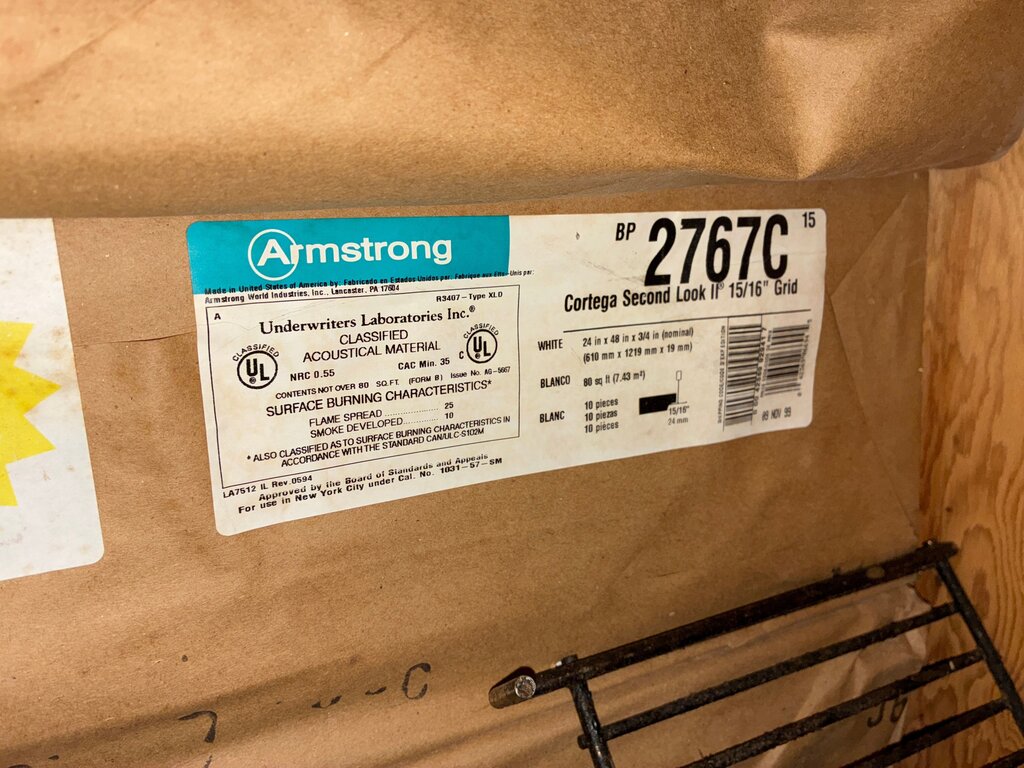 Armstrong
Made in United States of America by: Fabricado en Estados Unidos por: Fabriqué aux États-Unis par:
Armstrong World Industries, Inc., Lancaster, PA 17604
A
R3407-Type XLD
Underwriters Laboratories Inc.®
CLASSIFIED
ACOUSTICAL MATERIAL
CLASSIFIED
UL
C
CLASSIFIED
UL
NRC 0.55
CAC Min. 35
CONTENTS NOT OVER 80 SQ.FT. (FORM B) Issue No. AG-5667
SURFACE BURNING CHARACTERISTICS*
FLAME SPREAD .............. 25
SMOKE DEVELOPED............. 10
* ALSO CLASSIFIED AS TO SURFACE BURNING CHARACTERISTICS IN
ACCORDANCE WITH THE STANDARD CAN/ULC-S102M
LA7512 IL Rev.0594
Approved by the Board of Standards and Appeals
For use in New York City under Cal. No. 1031-57-SM
BP 2767C 15
Cortega Second Look II® 15/16" Grid
WHITE
24 in x 48 in x 3/4 in (nominal)
(610 mm x 1219 mm x 19 mm)
BLANCO
80 sq ft (7.43 m²)
BLANC
10 pieces
10 piezas
10 pièces
15/16"
24 mm
09 NOV 99
-C